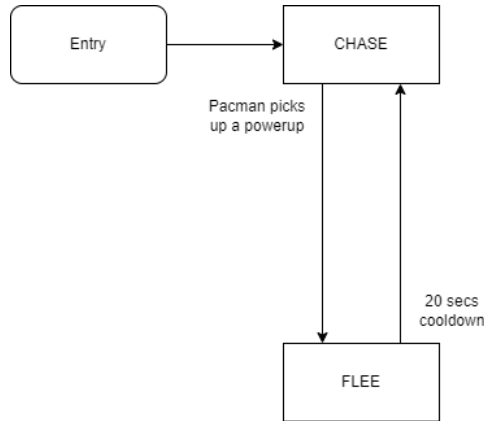 Entry
CHASE
Pacman picks
up a powerup
20 secs
cooldown
FLEE